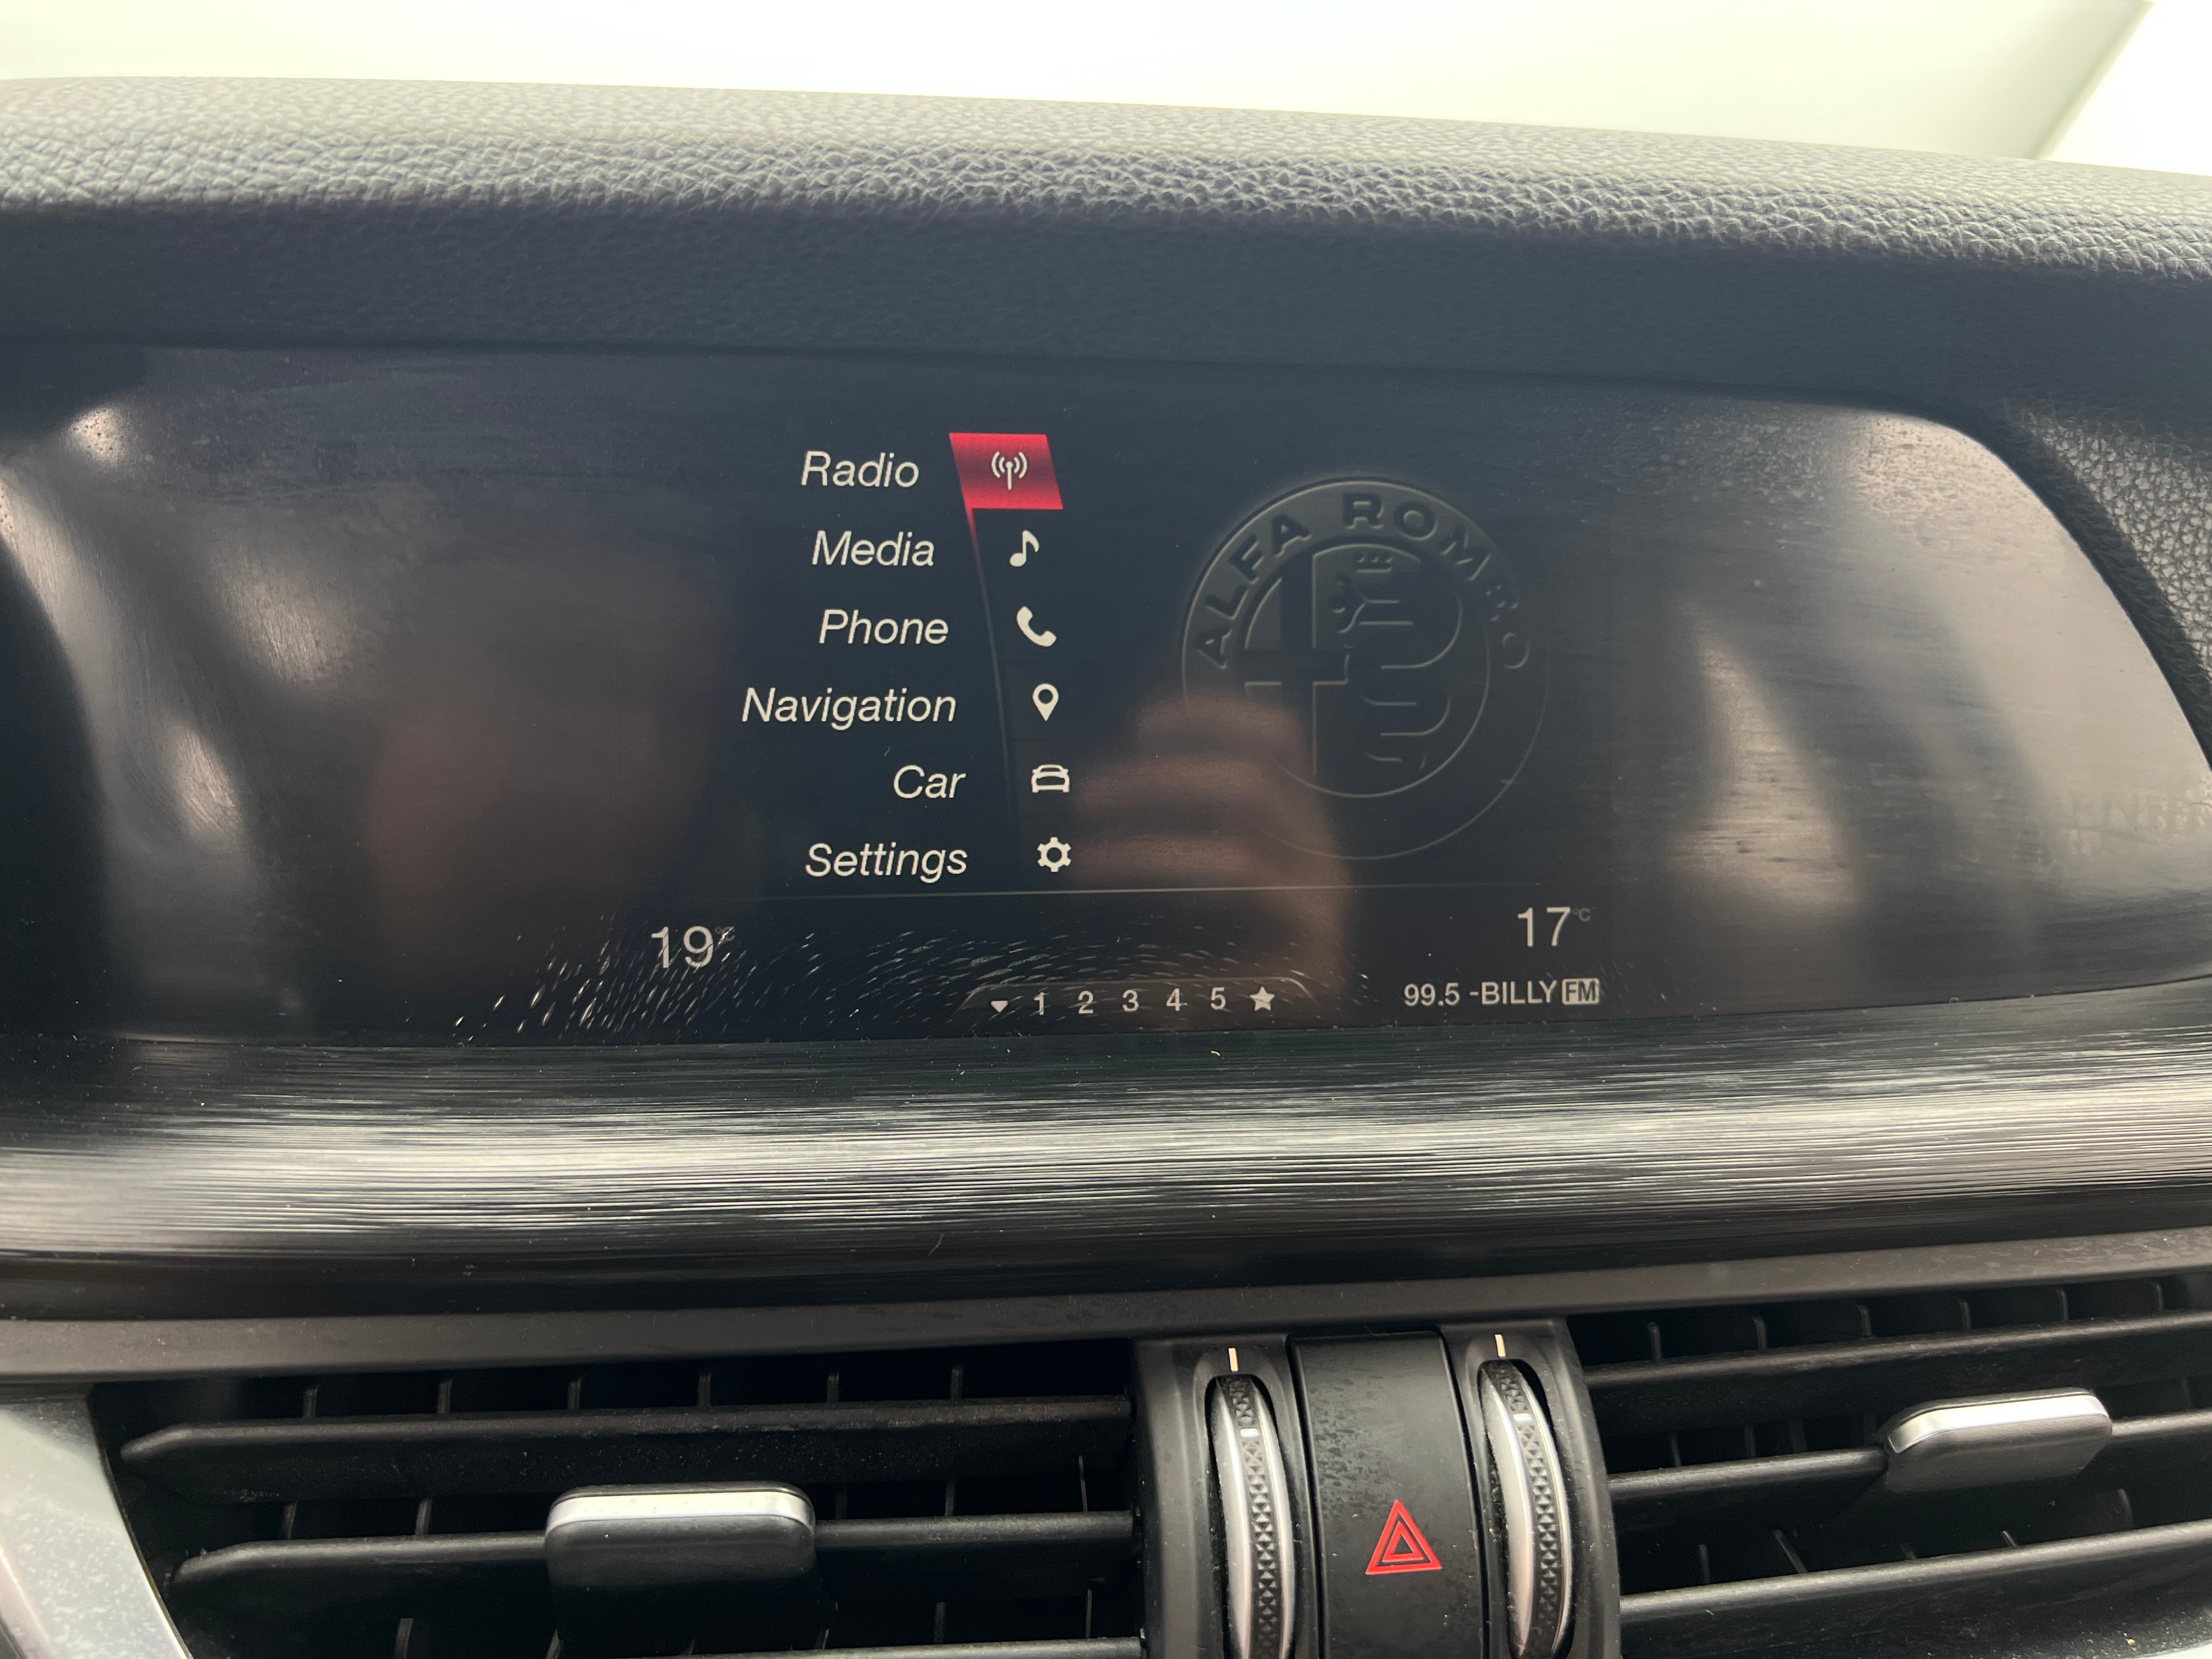 Radio
Media
Phone
Navigation
Car
Settings
ALFA ROMEO
19°C
17°C
1 2 3 4 5
99.5 -BILLY FM